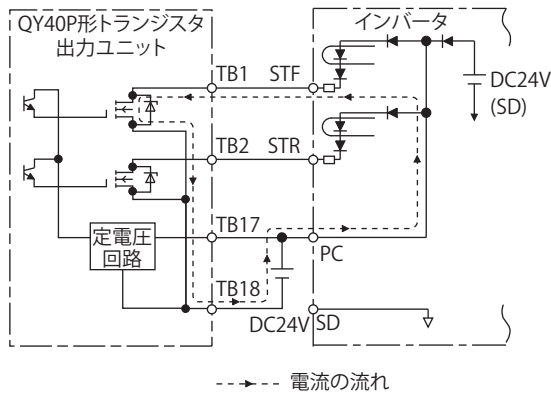 QY40P形トランジスタ
出力ユニット
インバータ
TB1 STF
DC24V
(SD)
TB2 STR
TB17
定電圧
回路
PC
TB18
DC24V SD
電流の流れ